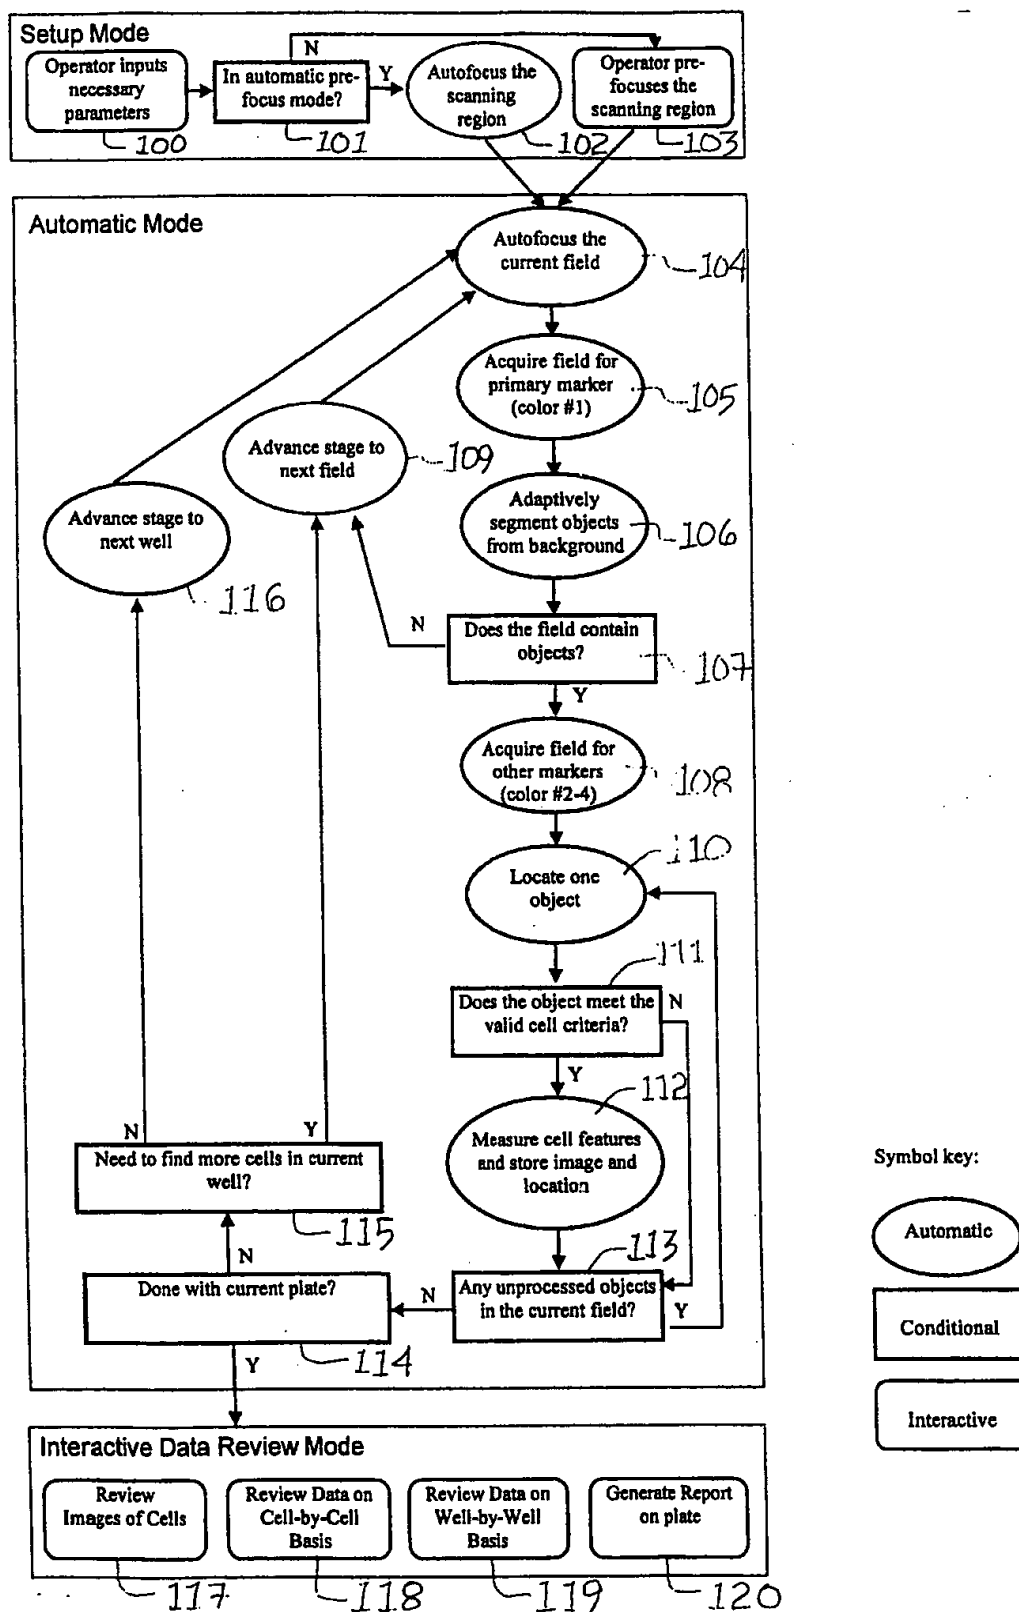 Setup Mode
Operator inputs
necessary
parameters
100
In automatic pre-
focus mode?
101
N
Y
Autofocus the
scanning
region
102
Operator pre-
focuses the
scanning region
103
Automatic Mode
Autofocus the
current field
104
Acquire field for
primary marker
(color #1)
105
Advance stage to
next field
109
Adaptively
segment objects
from background
106
Advance stage to
next well
116
Does the field contain
objects?
107
N
Y
Acquire field for
other markers
(color #2-4)
108
Locate one
object
110
Does the object meet the
valid cell criteria?
111
N
Y
Measure cell features
and store image and
location
112
N
Y
Need to find more cells in current
well?
115
N
Done with current plate?
114
N
Any unprocessed objects
in the current field?
113
Y
Y
Symbol key:
Automatic
Conditional
Interactive
Interactive Data Review Mode
Review
Images of Cells
117
Review Data on
Cell-by-Cell
Basis
118
Review Data on
Well-by-Well
Basis
119
Generate Report
on plate
120